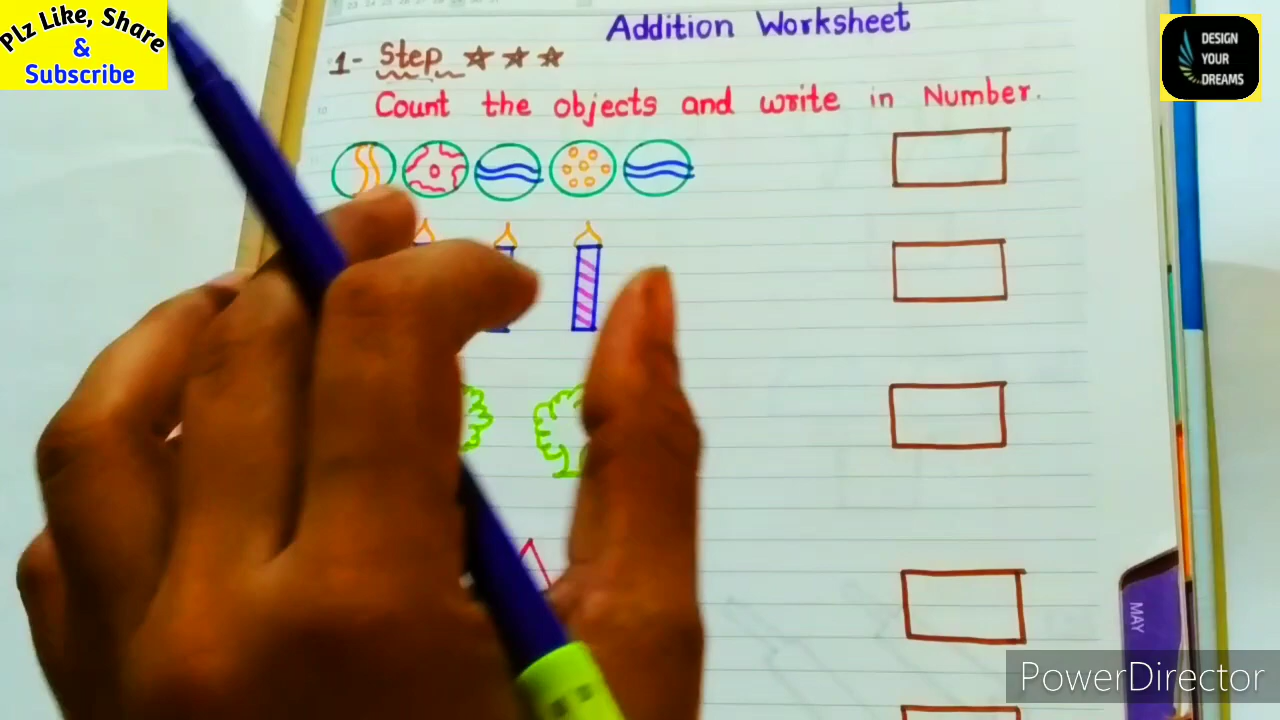 Plz Like, Share
&
Subscribe
Addition Worksheet
1- Step ☆ ☆ ☆
Count the objects and write in Number.
DESIGN
YOUR
DREAMS
MAY
PowerDirector